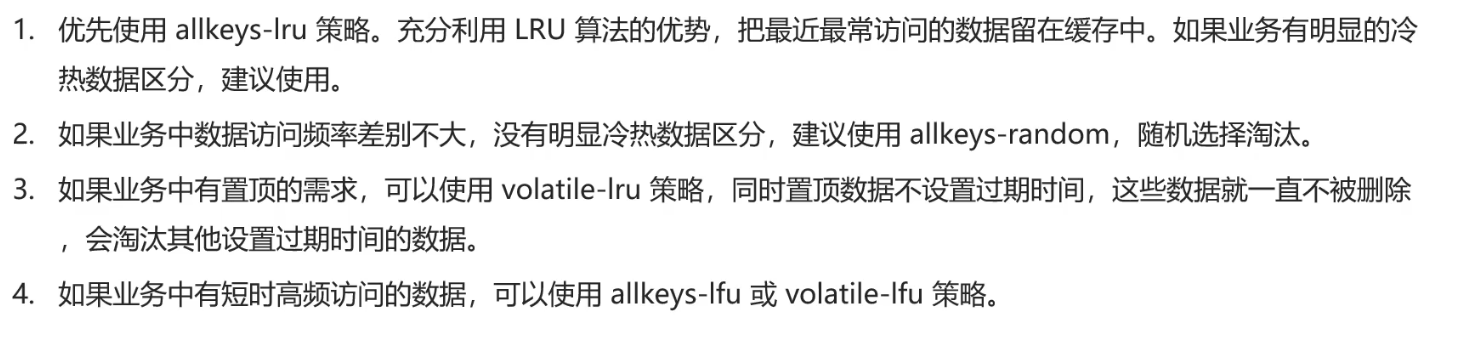 1. 优先使用 allkeys-lru 策略。充分利用 LRU 算法的优势，把最近最常访问的数据留在缓存中。如果业务有明显的冷
热数据区分，建议使用。
2. 如果业务中数据访问频率差别不大，没有明显冷热数据区分，建议使用 allkeys-random，随机选择淘汰。
3. 如果业务中有置顶的需求，可以使用 volatile-lru 策略，同时置顶数据不设置过期时间，这些数据就一直不被删除
，会淘汰其他设置过期时间的数据。
4. 如果业务中有短时高频访问的数据，可以使用 allkeys-lfu 或 volatile-lfu 策略。